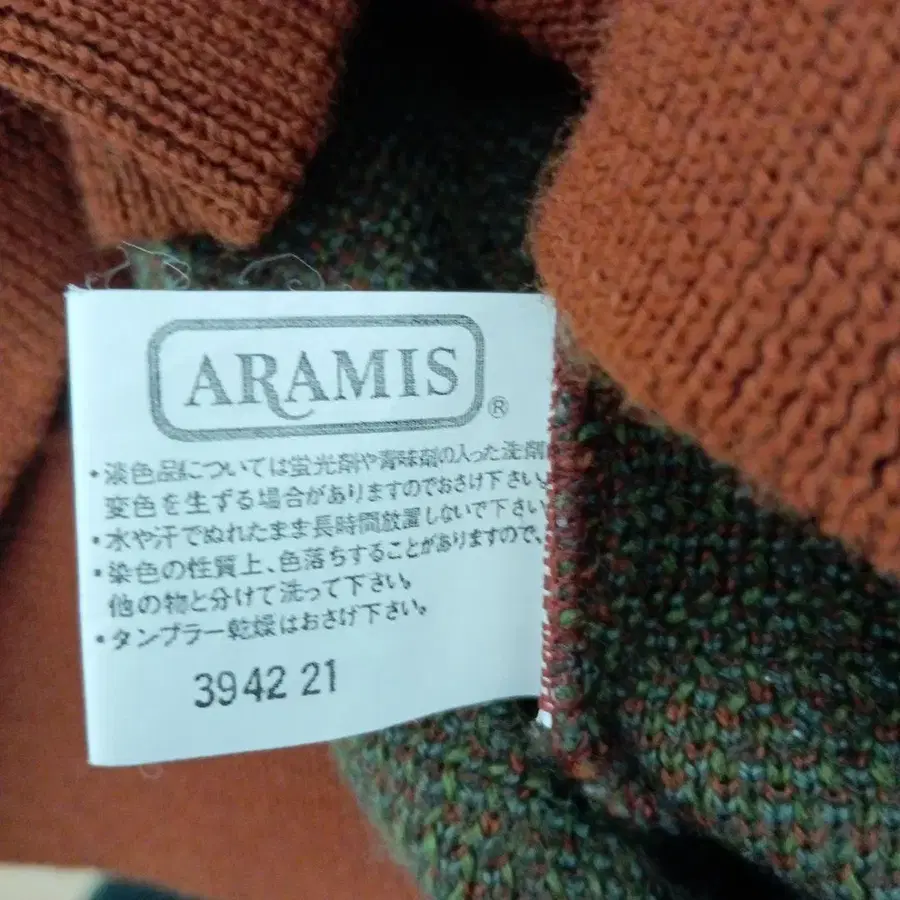 ARAMIS
®
・淡色品については蛍光剤や青味剤の入った洗剤
変色を生ずる場合がありますのでおさけ下さい。
・水や汗でぬれたまま長時間放置しないで下さい
・染色の性質上、色落ちすることがありますので、
他の物と分けて洗って下さい。
・タンブラー乾燥はおさけ下さい。
3942 21